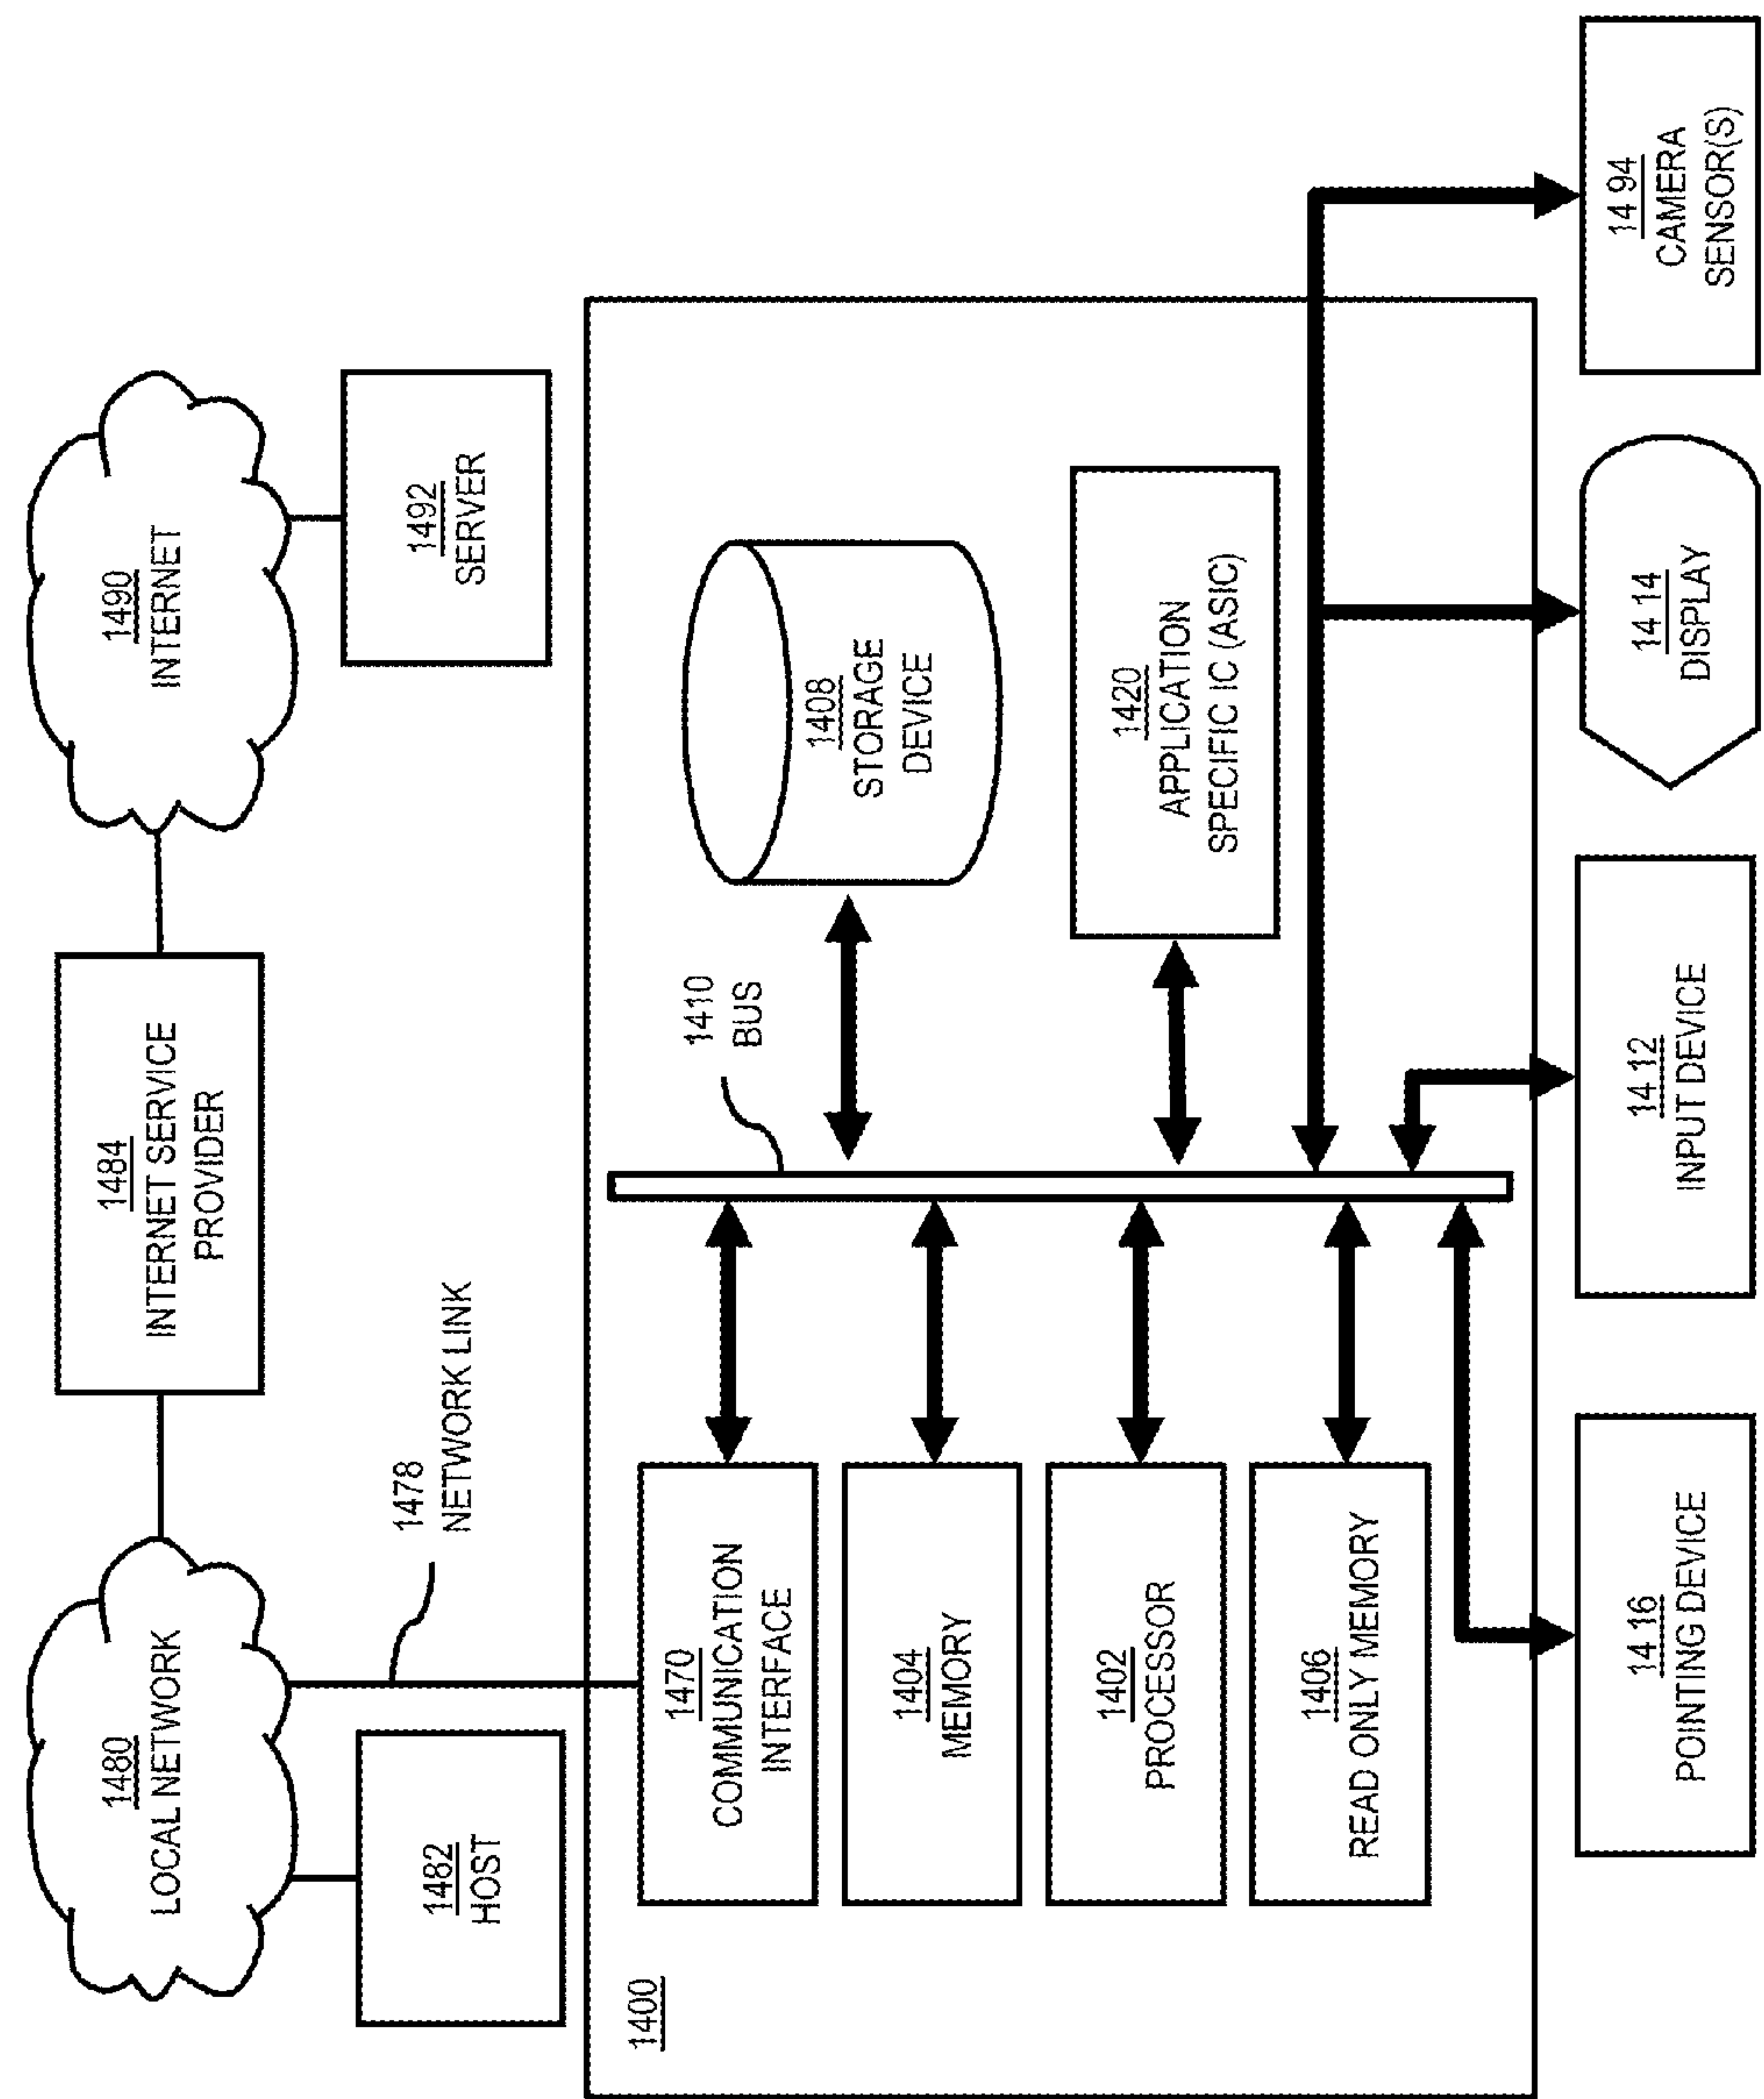 1480
LOCAL NETWORK
1484
INTERNET SERVICE
PROVIDER
1490
INTERNET
1482
HOST
1478
NETWORK LINK
1492
SERVER
1400
1470
COMMUNICATION
INTERFACE
1410
BUS
1408
STORAGE
DEVICE
1404
MEMORY
1402
PROCESSOR
1420
APPLICATION
SPECIFIC IC (ASIC)
1406
READ ONLY MEMORY
14 16
POINTING DEVICE
14 12
INPUT DEVICE
14 14
DISPLAY
14 94
CAMERA
SENSOR(S)